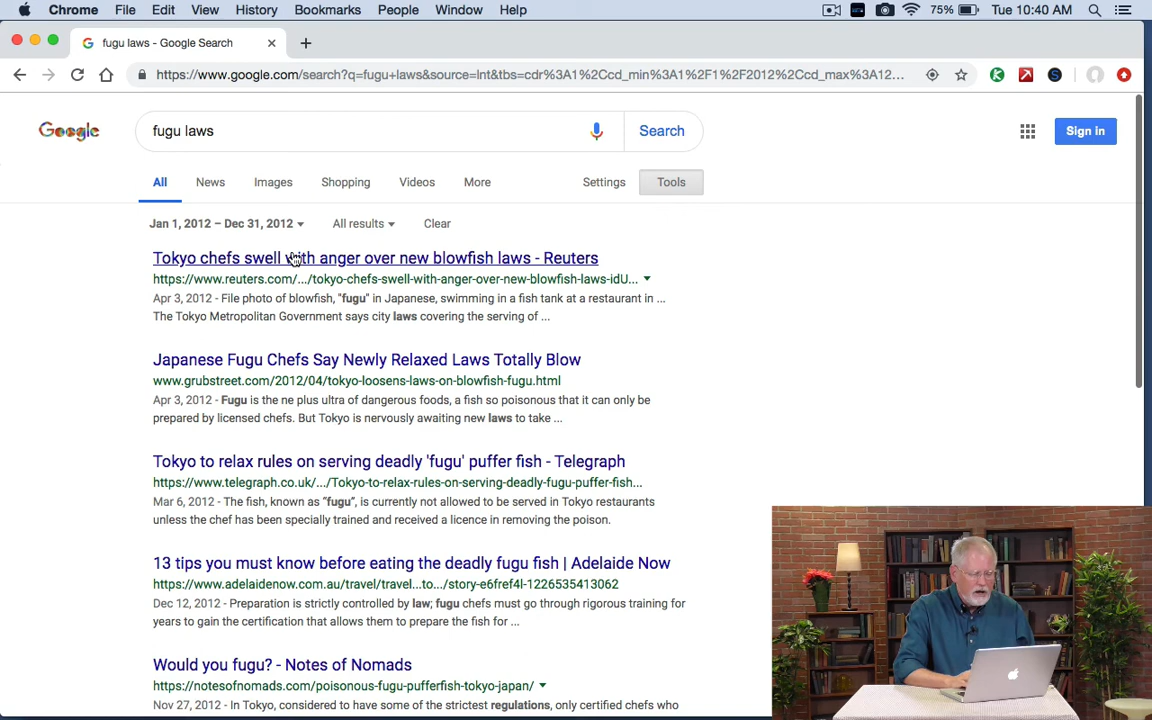 Chrome File Edit View History Bookmarks People Window Help 75% Tue 10:40 AM
fugu laws - Google Search
https://www.google.com/search?q=fugu+laws&source=lnt&tbs=cdr%3A1%2Ccd_min%3A1%2F1%2F2012%2Ccd_max%3A12...
Google fugu laws Search Sign in
All News Images Shopping Videos More Settings Tools
Jan 1, 2012 – Dec 31, 2012 All results Clear
Tokyo chefs swell with anger over new blowfish laws - Reuters
https://www.reuters.com/.../tokyo-chefs-swell-with-anger-over-new-blowfish-laws-idU...
Apr 3, 2012 - File photo of blowfish, "fugu" in Japanese, swimming in a fish tank at a restaurant in ...
The Tokyo Metropolitan Government says city laws covering the serving of ...
Japanese Fugu Chefs Say Newly Relaxed Laws Totally Blow
www.grubstreet.com/2012/04/tokyo-loosens-laws-on-blowfish-fugu.html
Apr 3, 2012 - Fugu is the ne plus ultra of dangerous foods, a fish so poisonous that it can only be
prepared by licensed chefs. But Tokyo is nervously awaiting new laws to take ...
Tokyo to relax rules on serving deadly 'fugu' puffer fish - Telegraph
https://www.telegraph.co.uk/.../Tokyo-to-relax-rules-on-serving-deadly-fugu-puffer-fish...
Mar 6, 2012 - The fish, known as "fugu", is currently not allowed to be served in Tokyo restaurants
unless the chef has been specially trained and received a licence in removing the poison.
13 tips you must know before eating the deadly fugu fish | Adelaide Now
https://www.adelaidenow.com.au/travel/travel...to.../story-e6fref4l-1226535413062
Dec 12, 2012 - Preparation is strictly controlled by law; fugu chefs must go through rigorous training for
years to gain the certification that allows them to prepare the fish for ...
Would you fugu? - Notes of Nomads
https://notesofnomads.com/poisonous-fugu-pufferfish-tokyo-japan/
Nov 27, 2012 - In Tokyo, considered to have some of the strictest regulations, only certified chefs who